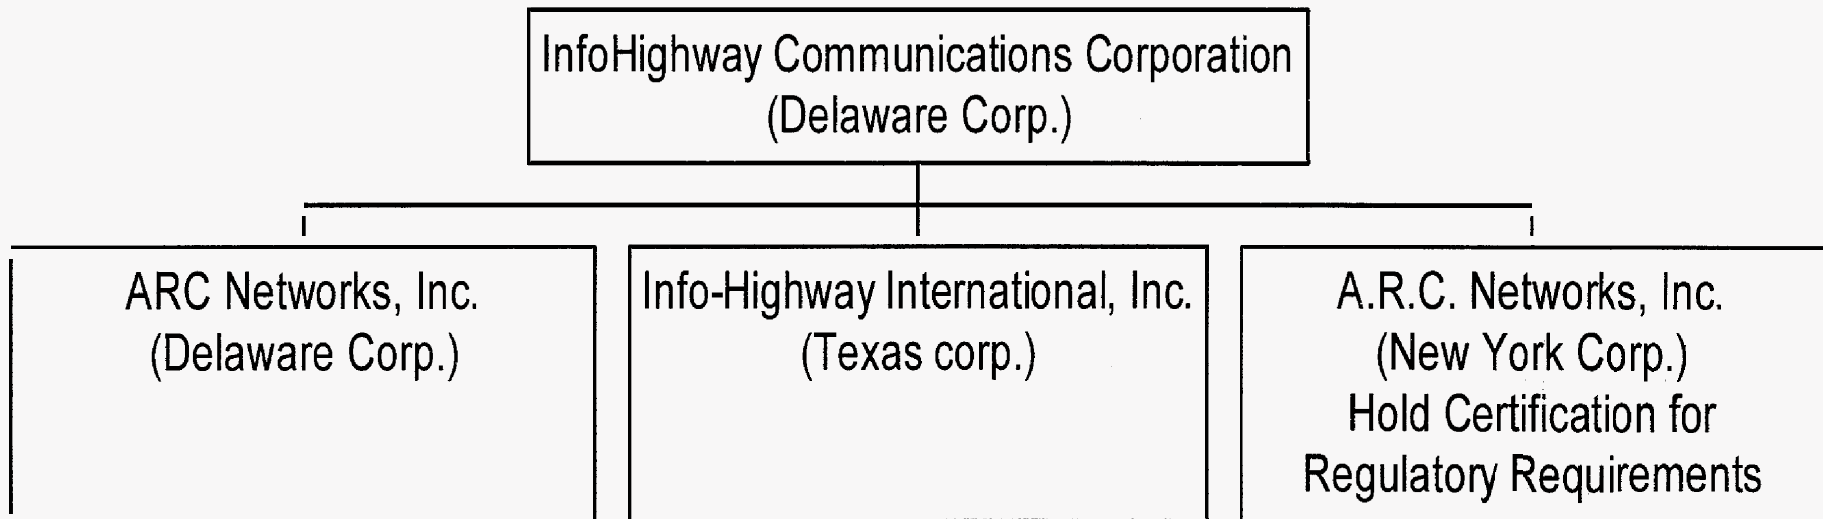 InfoHighway Communications Corporation
(Delaware Corp.)
ARC Networks, Inc.
(Delaware Corp.)
Info-Highway International, Inc.
(Texas corp.)
A.R.C. Networks, Inc.
(New York Corp.)
Hold Certification for
Regulatory Requirements